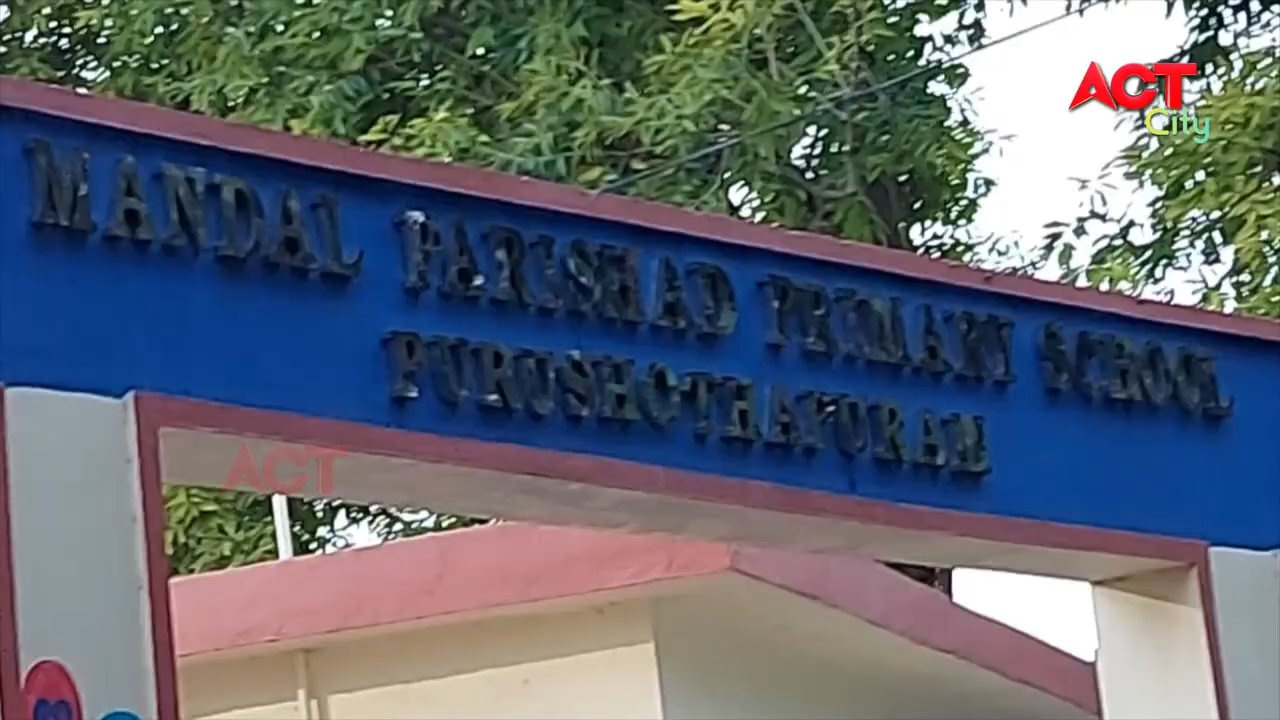 ACT
City
MANDAL PARISHAD PRIMARY SCHOOL
PURUSHOTHAPURAM
ACT